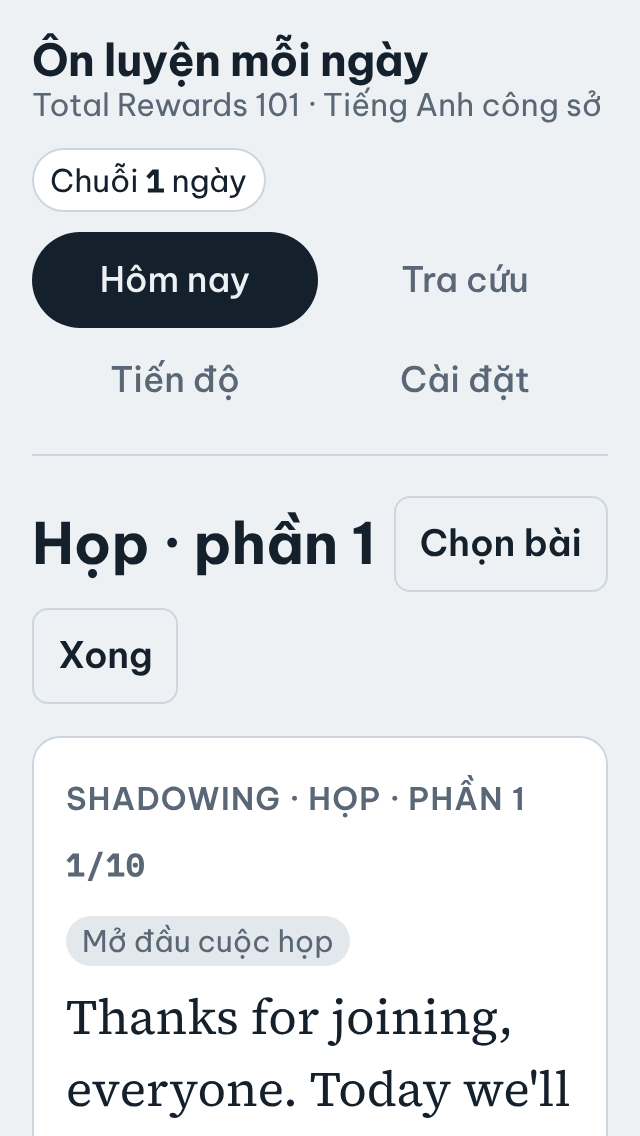 Ôn luyện mỗi ngày
Total Rewards 101 · Tiếng Anh công sở
Chuỗi 1 ngày
Hôm nay
Tra cứu
Tiến độ
Cài đặt
Họp · phần 1
Chọn bài
Xong
SHADOWING · HỌP · PHẦN 1
1/10
Mở đầu cuộc họp
Thanks for joining,
everyone. Today we'll